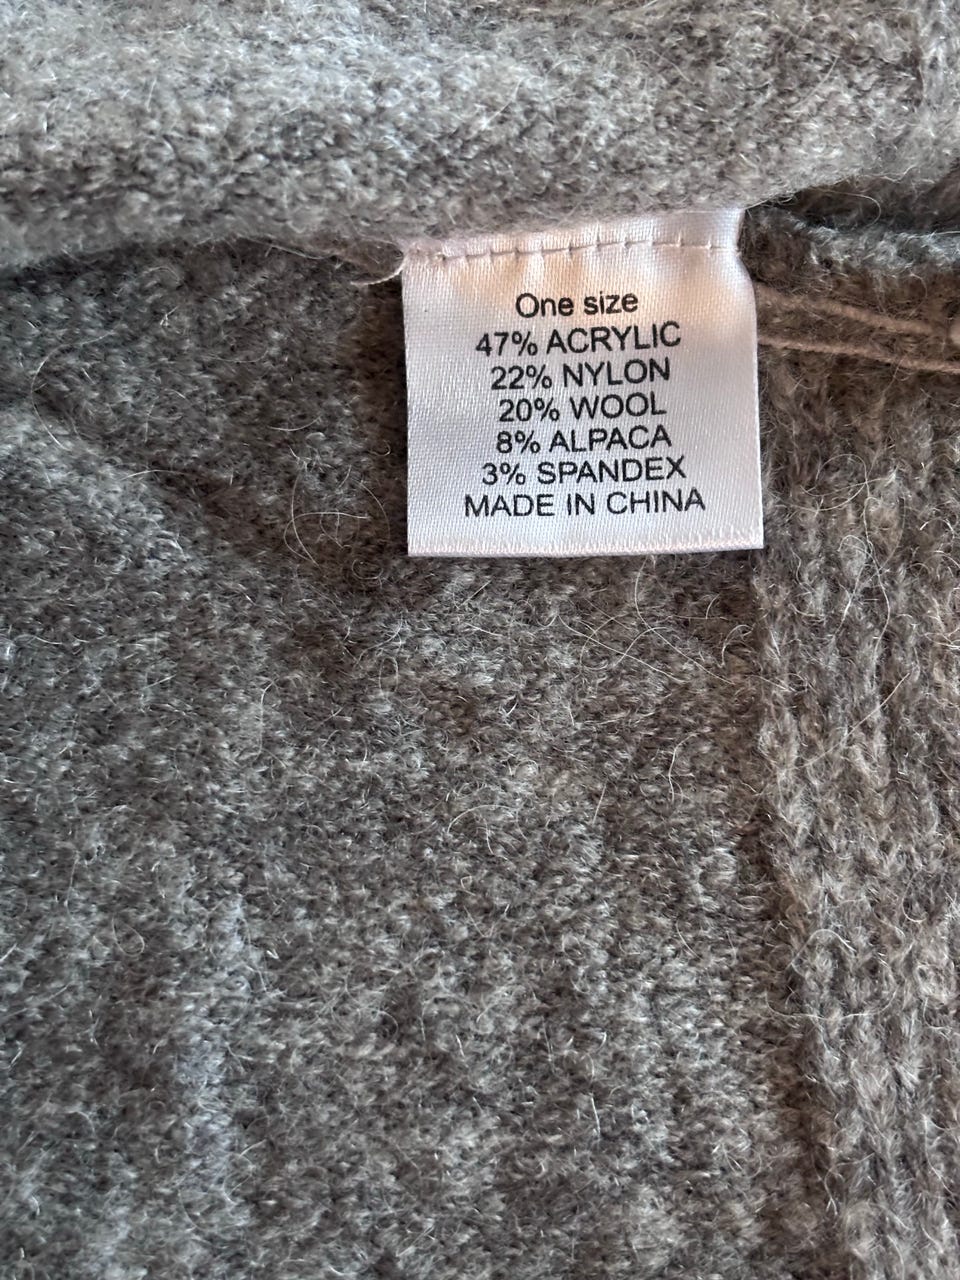 One size
47% ACRYLIC
22% NYLON
20% WOOL
8% ALPACA
3% SPANDEX
MADE IN CHINA